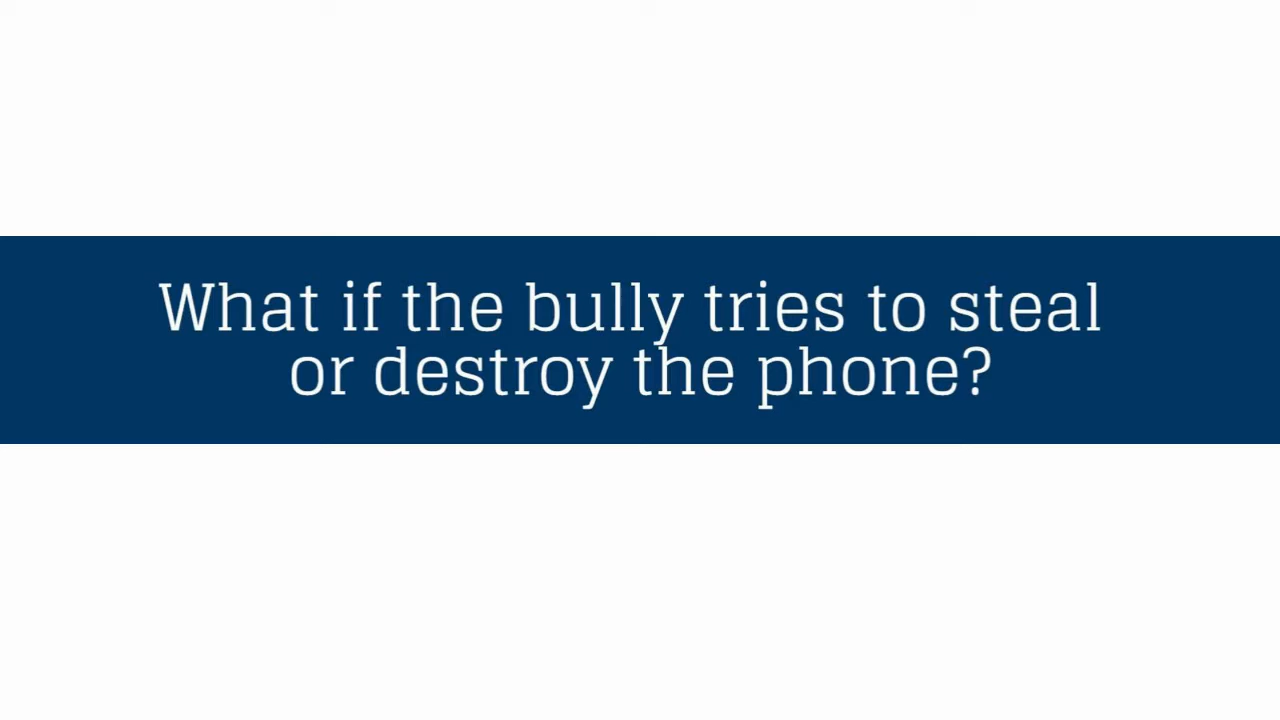 What if the bully tries to steal
or destroy the phone?